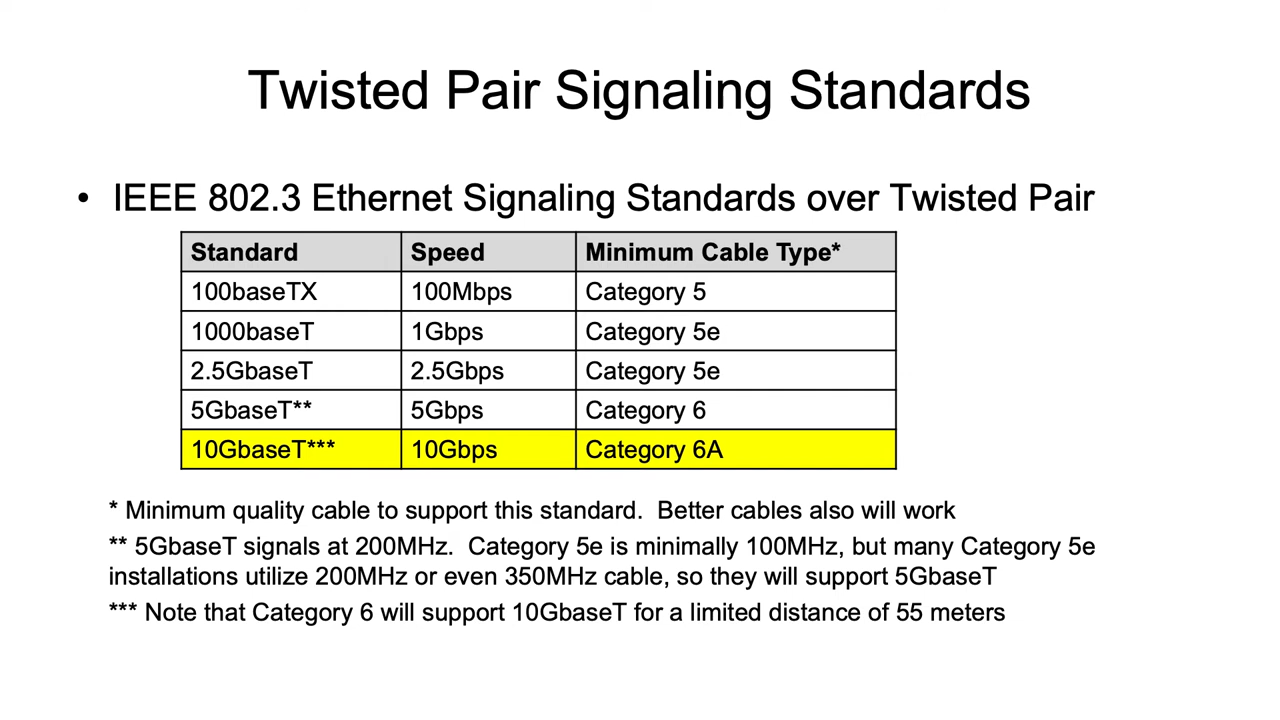 Twisted Pair Signaling Standards
• IEEE 802.3 Ethernet Signaling Standards over Twisted Pair
Standard Speed Minimum Cable Type*
100baseTX 100Mbps Category 5
1000baseT 1Gbps Category 5e
2.5GbaseT 2.5Gbps Category 5e
5GbaseT** 5Gbps Category 6
10GbaseT*** 10Gbps Category 6A
* Minimum quality cable to support this standard.  Better cables also will work
** 5GbaseT signals at 200MHz.  Category 5e is minimally 100MHz, but many Category 5e
installations utilize 200MHz or even 350MHz cable, so they will support 5GbaseT
*** Note that Category 6 will support 10GbaseT for a limited distance of 55 meters